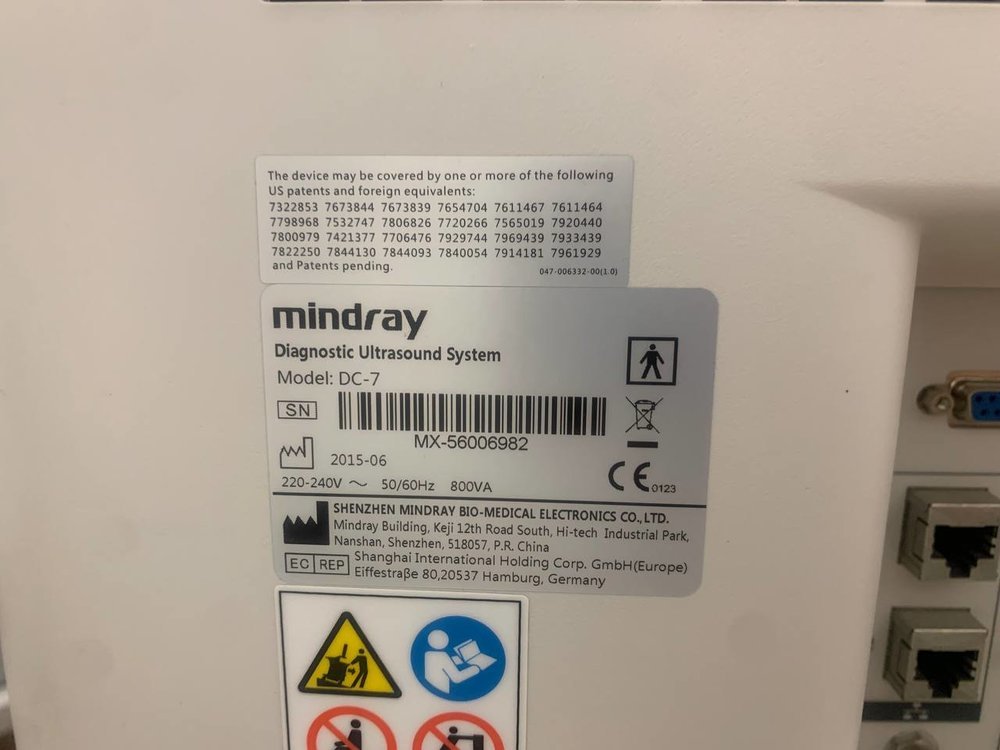 The device may be covered by one or more of the following
US patents and foreign equivalents:
7322853 7673844 7673839 7654704 7611467 7611464
7798968 7532747 7806826 7720266 7565019 7920440
7800979 7421377 7706476 7929744 7969439 7933439
7822250 7844130 7844093 7840054 7914181 7961929
and Patents pending.
047-006332-00(1.0)
mindray
Diagnostic Ultrasound System
Model: DC-7
SN
MX-56006982
2015-06
220-240V ~ 50/60Hz 800VA
CE 0123
SHENZHEN MINDRAY BIO-MEDICAL ELECTRONICS CO.,LTD.
Mindray Building, Keji 12th Road South, Hi-tech Industrial Park,
Nanshan, Shenzhen, 518057, P.R. China
EC REP Shanghai International Holding Corp. GmbH(Europe)
Eiffestraße 80,20537 Hamburg, Germany